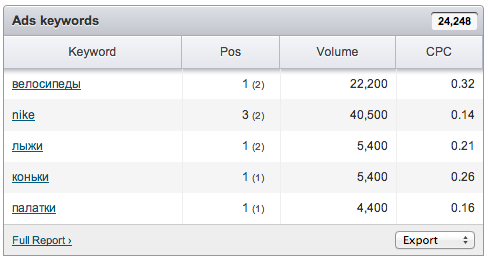 Ads keywords 24,248
Keyword Pos Volume CPC
велосипеды 1 (2) 22,200 0.32
nike 3 (2) 40,500 0.14
лыжи 1 (2) 5,400 0.21
коньки 1 (1) 5,400 0.26
палатки 1 (1) 4,400 0.16
Full Report › Export